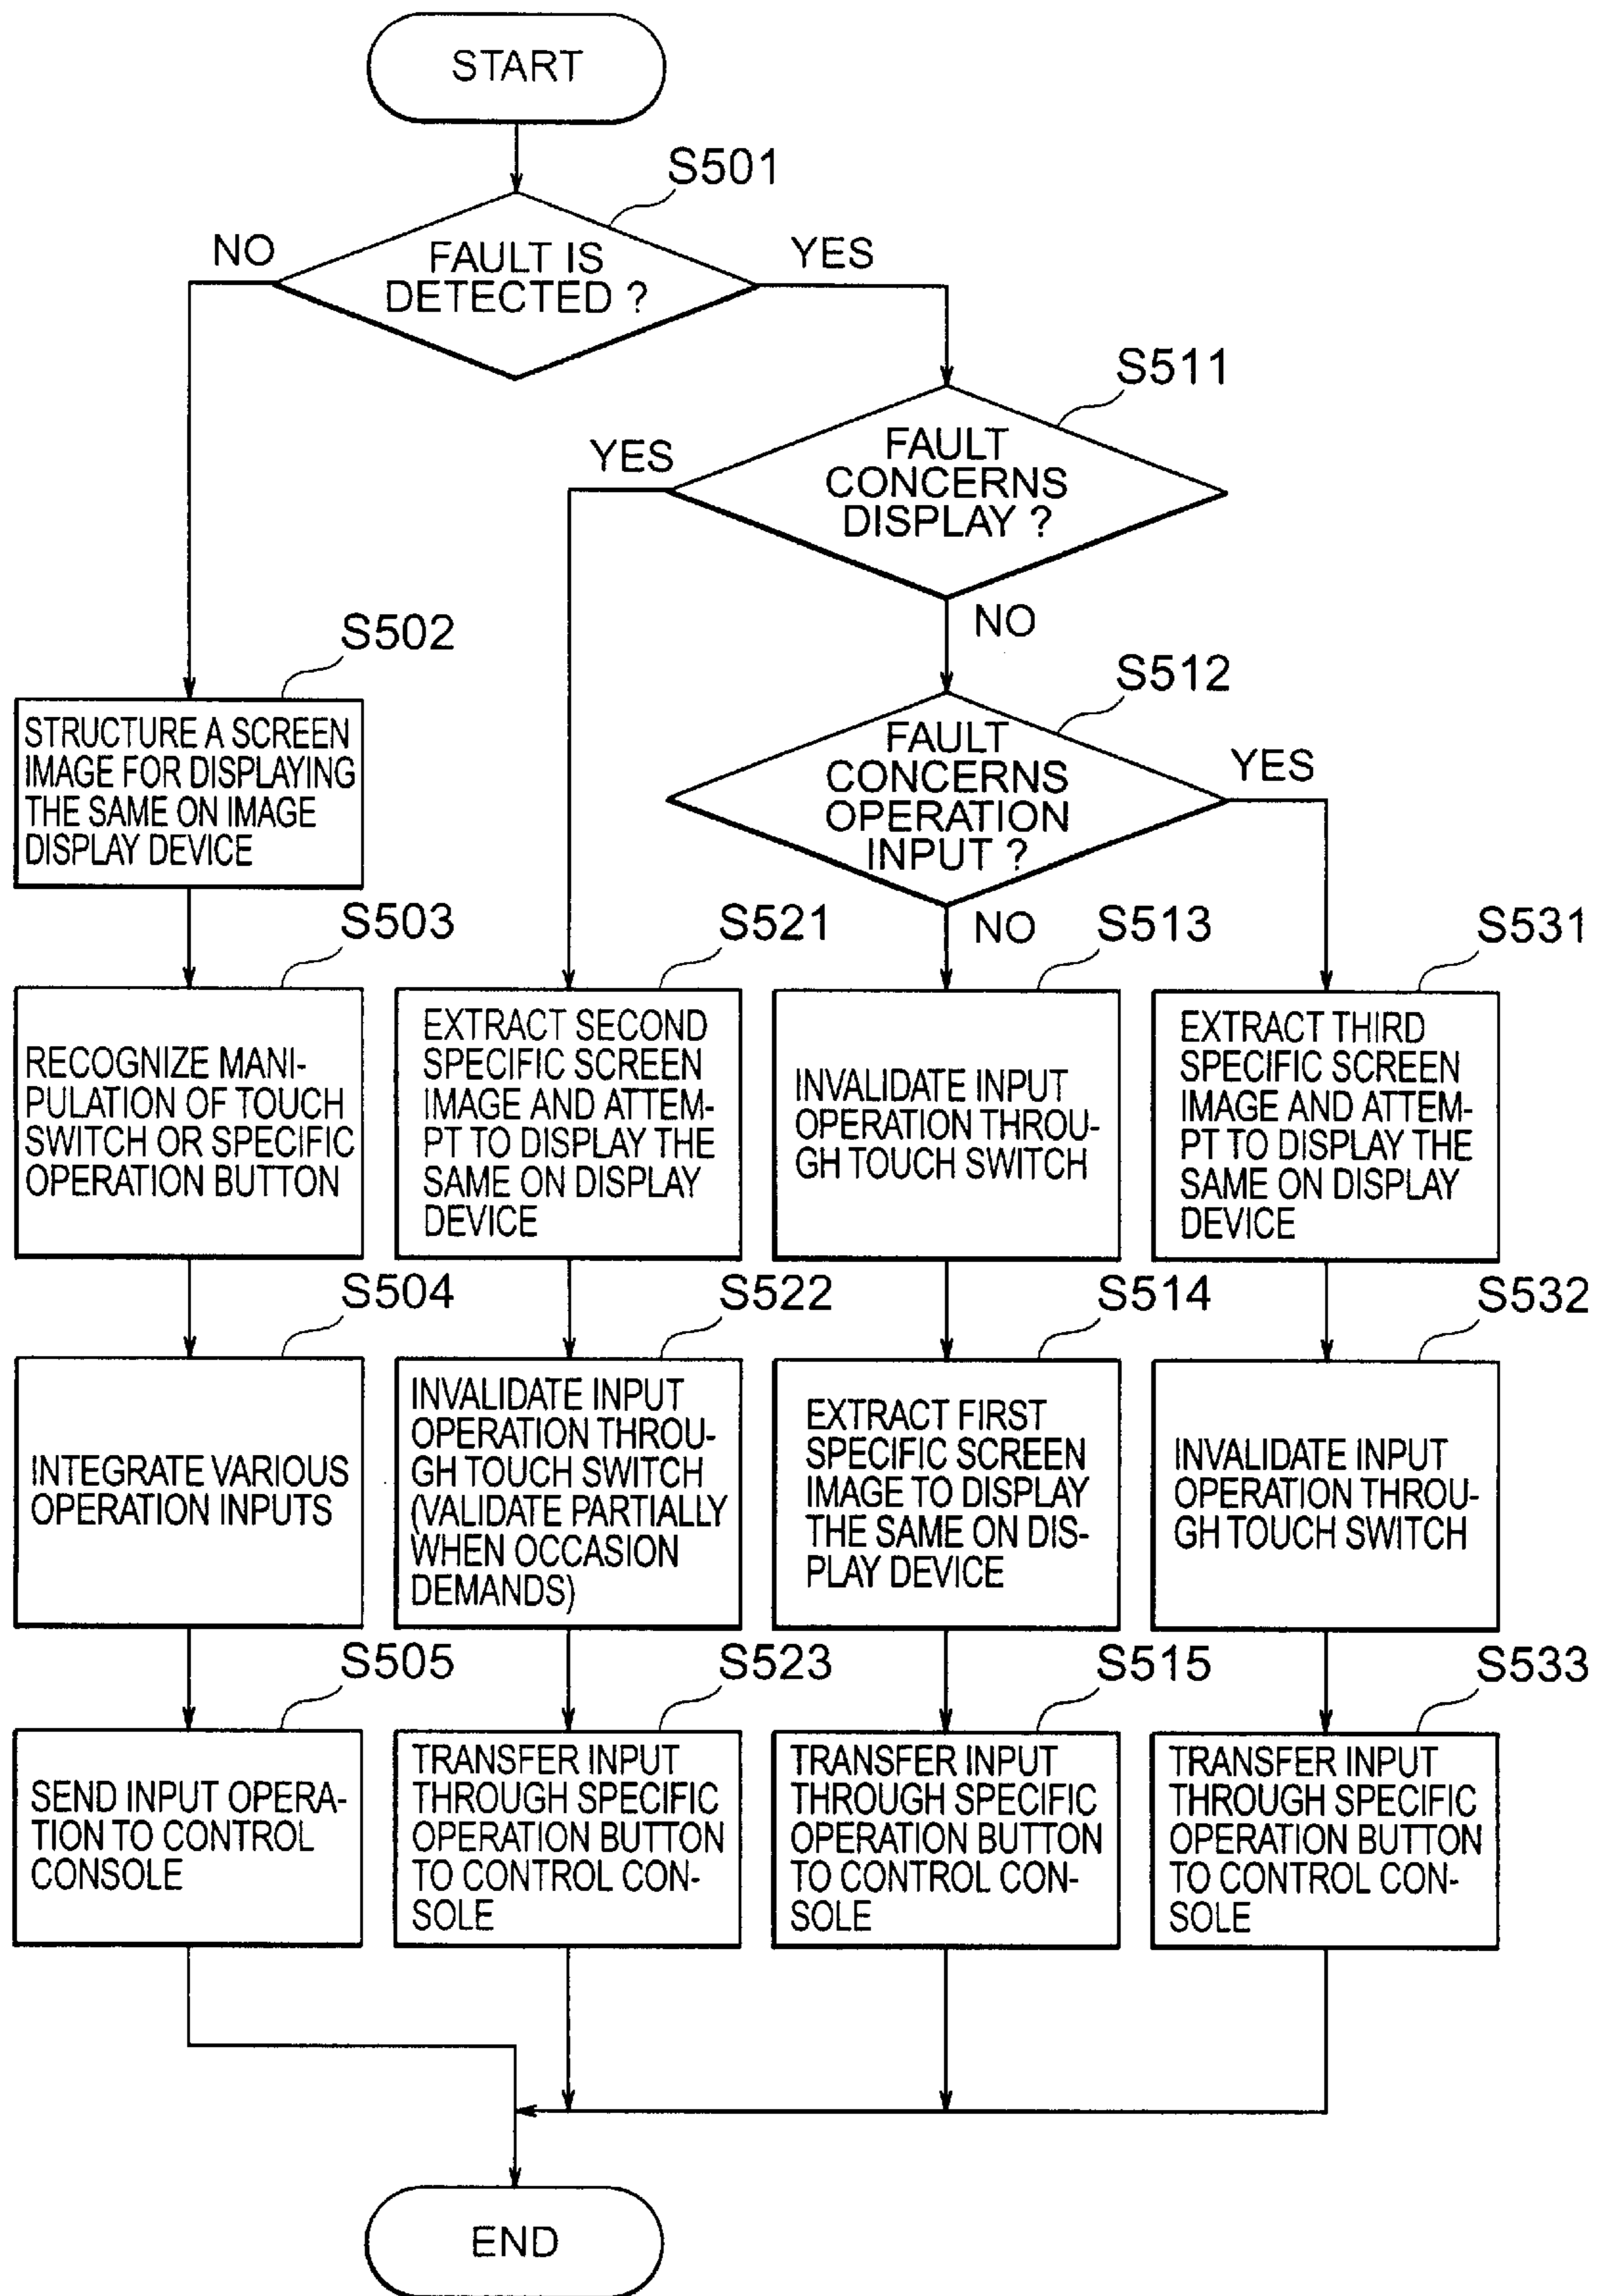 START
S501
NO
YES
FAULT IS
DETECTED ?
S511
YES
FAULT
CONCERNS
DISPLAY ?
NO
S502
STRUCTURE A SCREEN
IMAGE FOR DISPLAYING
THE SAME ON IMAGE
DISPLAY DEVICE
S512
FAULT
CONCERNS
OPERATION
INPUT ?
YES
NO
S503
RECOGNIZE MANI-
PULATION OF TOUCH
SWITCH OR SPECIFIC
OPERATION BUTTON
S521
EXTRACT SECOND
SPECIFIC SCREEN
IMAGE AND ATTEM-
PT TO DISPLAY THE
SAME ON DISPLAY
DEVICE
S513
INVALIDATE INPUT
OPERATION THROU-
GH TOUCH SWITCH
S531
EXTRACT THIRD
SPECIFIC SCREEN
IMAGE AND ATTEM-
PT TO DISPLAY THE
SAME ON DISPLAY
DEVICE
S504
INTEGRATE VARIOUS
OPERATION INPUTS
S522
INVALIDATE INPUT
OPERATION THROU-
GH TOUCH SWITCH
(VALIDATE PARTIALLY
WHEN OCCASION
DEMANDS)
S514
EXTRACT FIRST
SPECIFIC SCREEN
IMAGE TO DISPLAY
THE SAME ON DIS-
PLAY DEVICE
S532
INVALIDATE INPUT
OPERATION THROU-
GH TOUCH SWITCH
S505
SEND INPUT OPERA-
TION TO CONTROL
CONSOLE
S523
TRANSFER INPUT
THROUGH SPECIFIC
OPERATION BUTTON
TO CONTROL CON-
SOLE
S515
TRANSFER INPUT
THROUGH SPECIFIC
OPERATION BUTTON
TO CONTROL CON-
SOLE
S533
TRANSFER INPUT
THROUGH SPECIFIC
OPERATION BUTTON
TO CONTROL CON-
SOLE
END